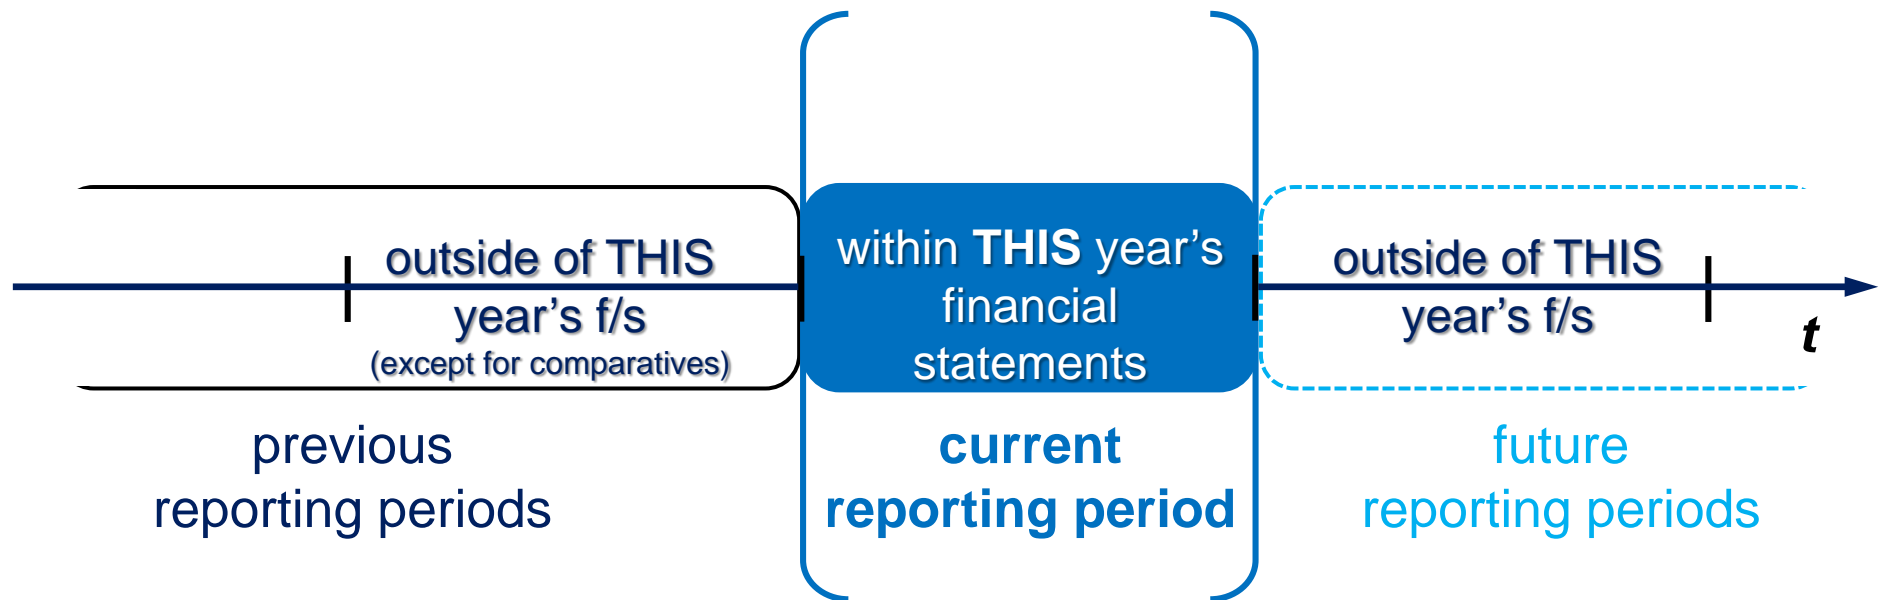 outside of THIS
year’s f/s
(except for comparatives)
within THIS year’s
financial
statements
outside of THIS
year’s f/s
t
previous
reporting periods
current
reporting period
future
reporting periods